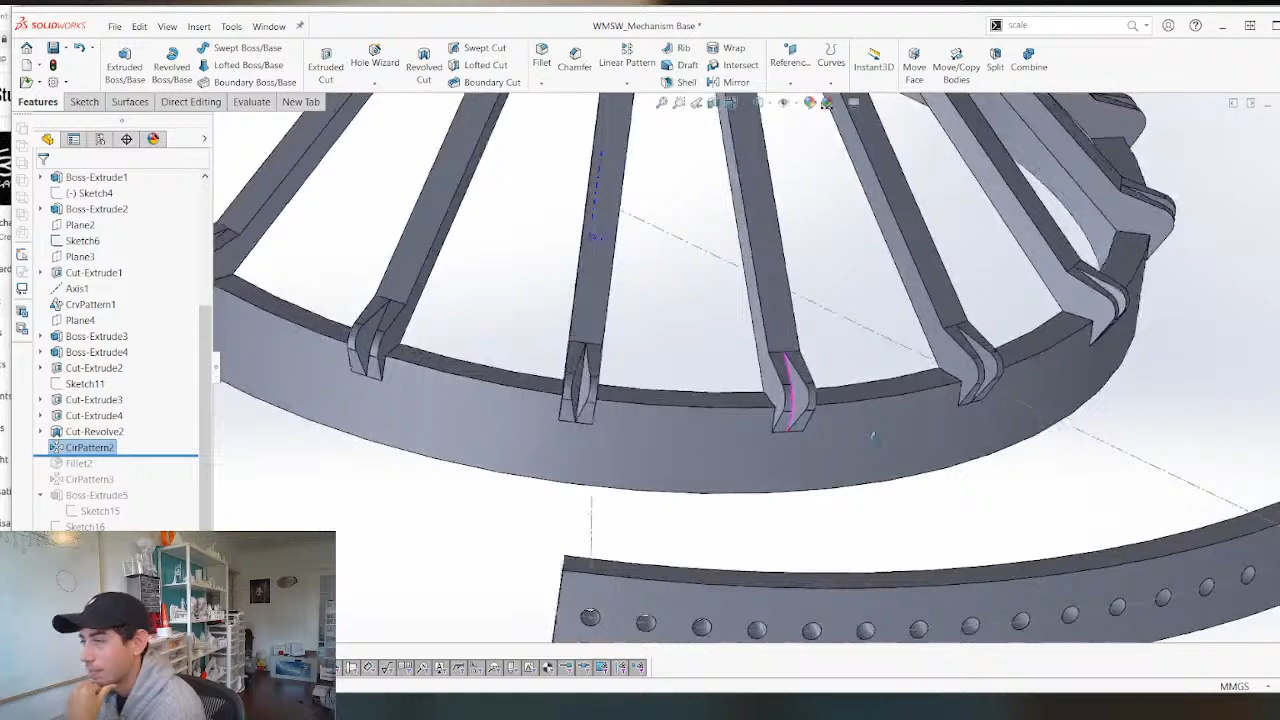 SOLIDWORKS File Edit View Insert Tools Window WMSW_Mechanism Base * scale
Extruded Boss/Base Revolved Boss/Base Swept Boss/Base Lofted Boss/Base Boundary Boss/Base Extruded Cut Hole Wizard Revolved Cut Swept Cut Lofted Cut Boundary Cut Fillet Chamfer Linear Pattern Rib Draft Shell Wrap Intersect Mirror Referenc... Curves Instant3D Move Face Move/Copy Bodies Split Combine
Features Sketch Surfaces Direct Editing Evaluate New Tab
Boss-Extrude1
(-) Sketch4
Boss-Extrude2
Plane2
Sketch6
Plane3
Cut-Extrude1
Axis1
CrvPattern1
Plane4
Boss-Extrude3
Boss-Extrude4
Cut-Extrude2
Sketch11
Cut-Extrude3
Cut-Extrude4
Cut-Revolve2
CirPattern2
Fillet2
CirPattern3
Boss-Extrude5
Sketch15
Sketch16
MMGS